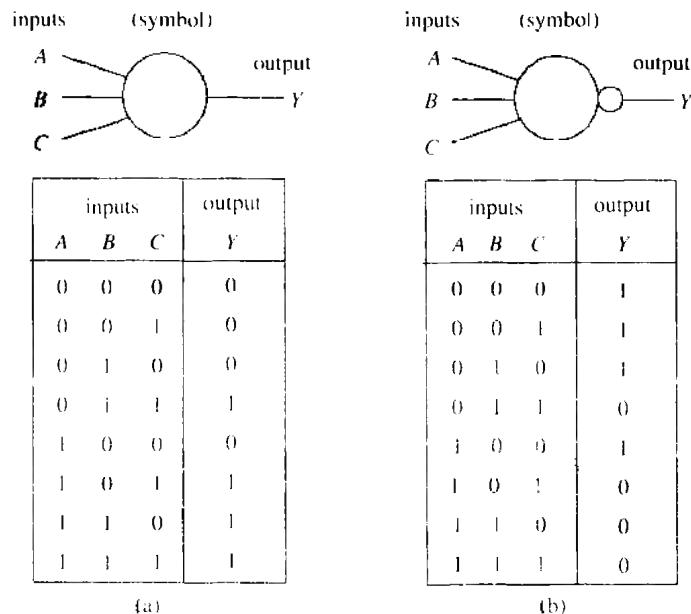 inputs (symbol)
A
output
B
Y
C
inputs output
A B C Y
0 0 0 0
0 0 1 0
0 1 0 0
0 1 1 1
1 0 0 0
1 0 1 1
1 1 0 1
1 1 1 1
(a)
inputs (symbol)
A
output
B
Y
C
inputs output
A B C Y
0 0 0 1
0 0 1 1
0 1 0 1
0 1 1 0
1 0 0 1
1 0 1 0
1 1 0 0
1 1 1 0
(b)